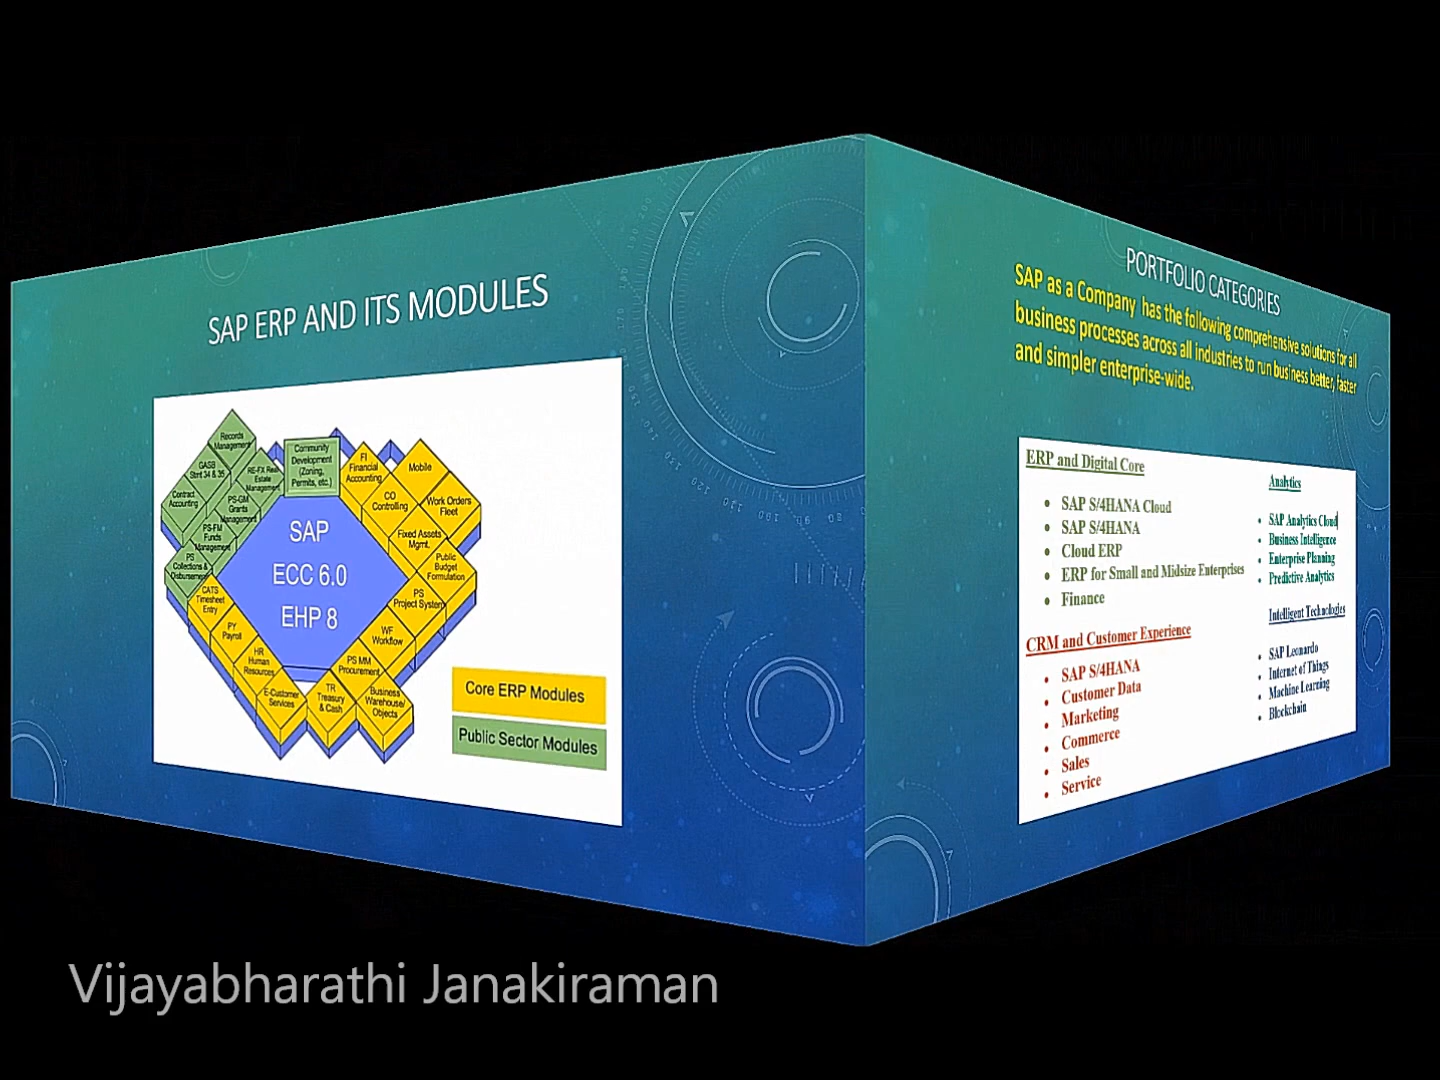 SAP ERP AND ITS MODULES
Records
Management
GASB
Stmt 34 & 35
RE-FX Real
Estate
Management
Contract
Accounting
PS-GM
Grants
Management
PS-FM
Funds
Management
PS
Collections &
Disbursement
Community
Development
(Zoning,
Permits, etc.)
FI
Financial
Accounting
Mobile
CO
Controlling
Work Orders
Fleet
Fixed Assets
Mgmt.
Public
Budget
Formulation
PS
Project System
WF
Workflow
PS MM
Procurement
Business
Warehouse/
Objects
TR
Treasury
& Cash
E-Customer
Services
HR
Human
Resources
PY
Payroll
CATS
Timesheet
Entry
SAP
ECC 6.0
EHP 8
Core ERP Modules
Public Sector Modules
PORTFOLIO CATEGORIES
SAP as a Company has the following comprehensive solutions for all
business processes across all industries to run business better, faster
and simpler enterprise-wide.
ERP and Digital Core
• SAP S/4HANA Cloud
• SAP S/4HANA
• Cloud ERP
• ERP for Small and Midsize Enterprises
• Finance
CRM and Customer Experience
• SAP S/4HANA
• Customer Data
• Marketing
• Commerce
• Sales
• Service
Analytics
• SAP Analytics Cloud
• Business Intelligence
• Enterprise Planning
• Predictive Analytics
Intelligent Technologies
• SAP Leonardo
• Internet of Things
• Machine Learning
• Blockchain
Vijayabharathi Janakiraman